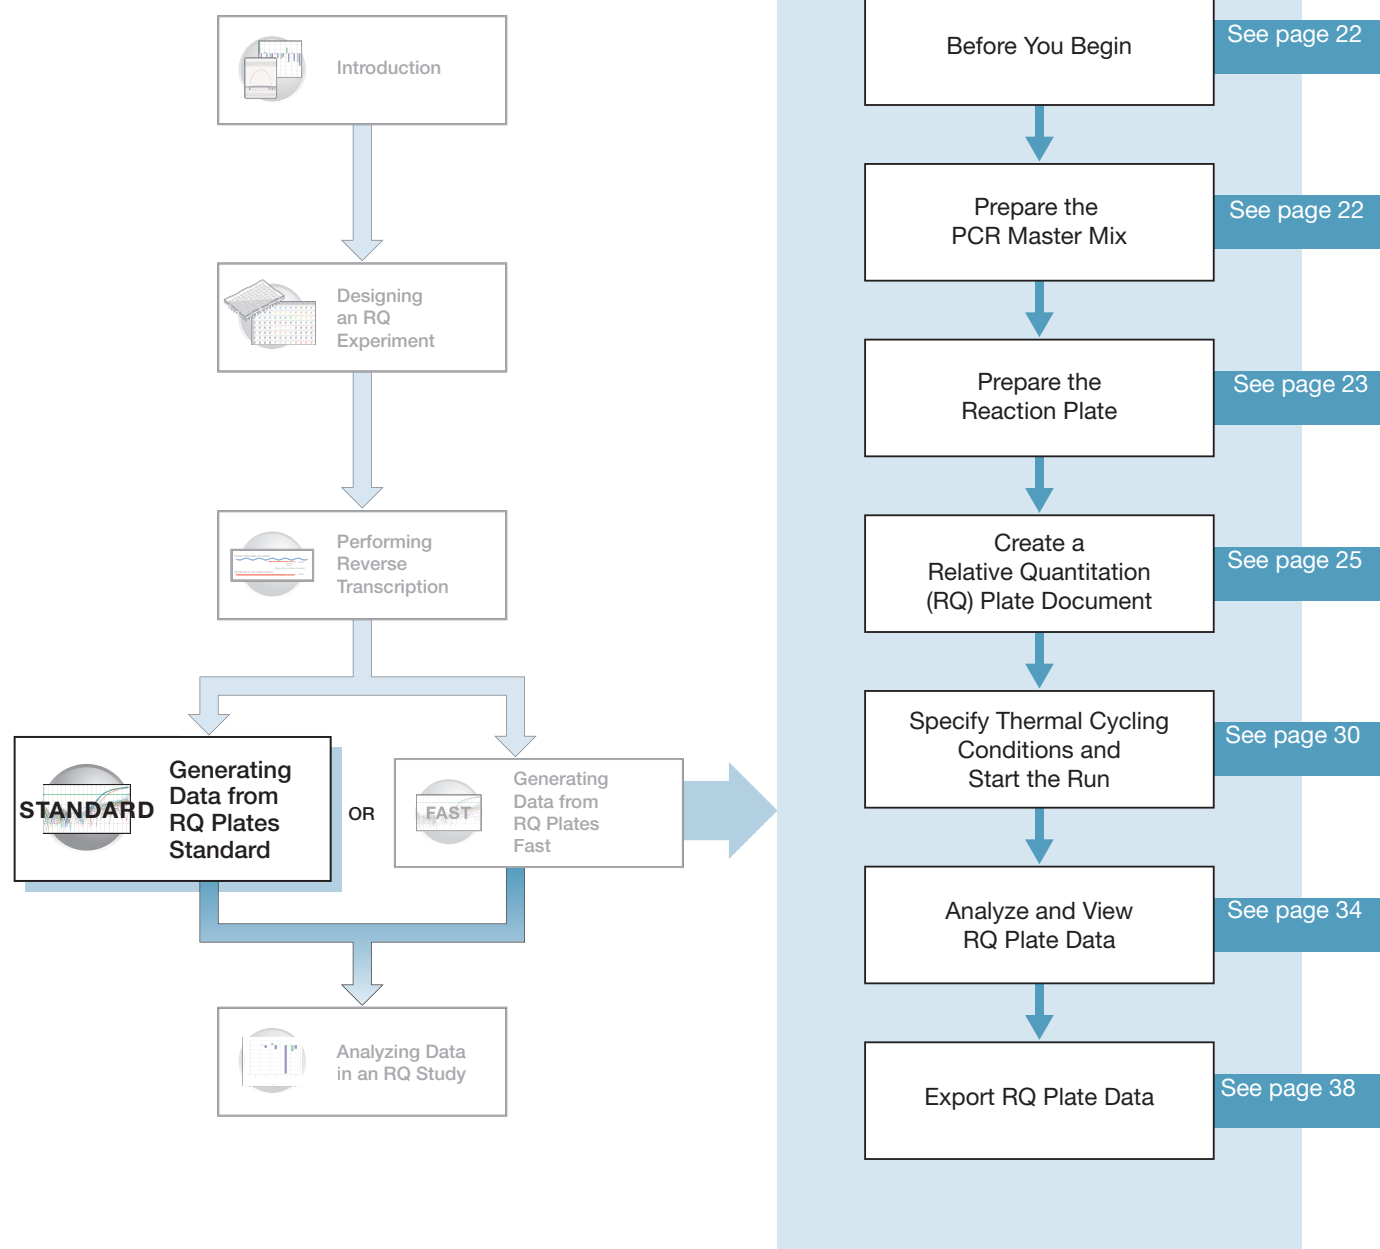 Introduction
Designing
an RQ
Experiment
Performing
Reverse
Transcription
STANDARD
Generating
Data from
RQ Plates
Standard
OR
FAST
Generating
Data from
RQ Plates
Fast
Analyzing Data
in an RQ Study
Before You Begin
See page 22
Prepare the
PCR Master Mix
See page 22
Prepare the
Reaction Plate
See page 23
Create a
Relative Quantitation
(RQ) Plate Document
See page 25
Specify Thermal Cycling
Conditions and
Start the Run
See page 30
Analyze and View
RQ Plate Data
See page 34
Export RQ Plate Data
See page 38